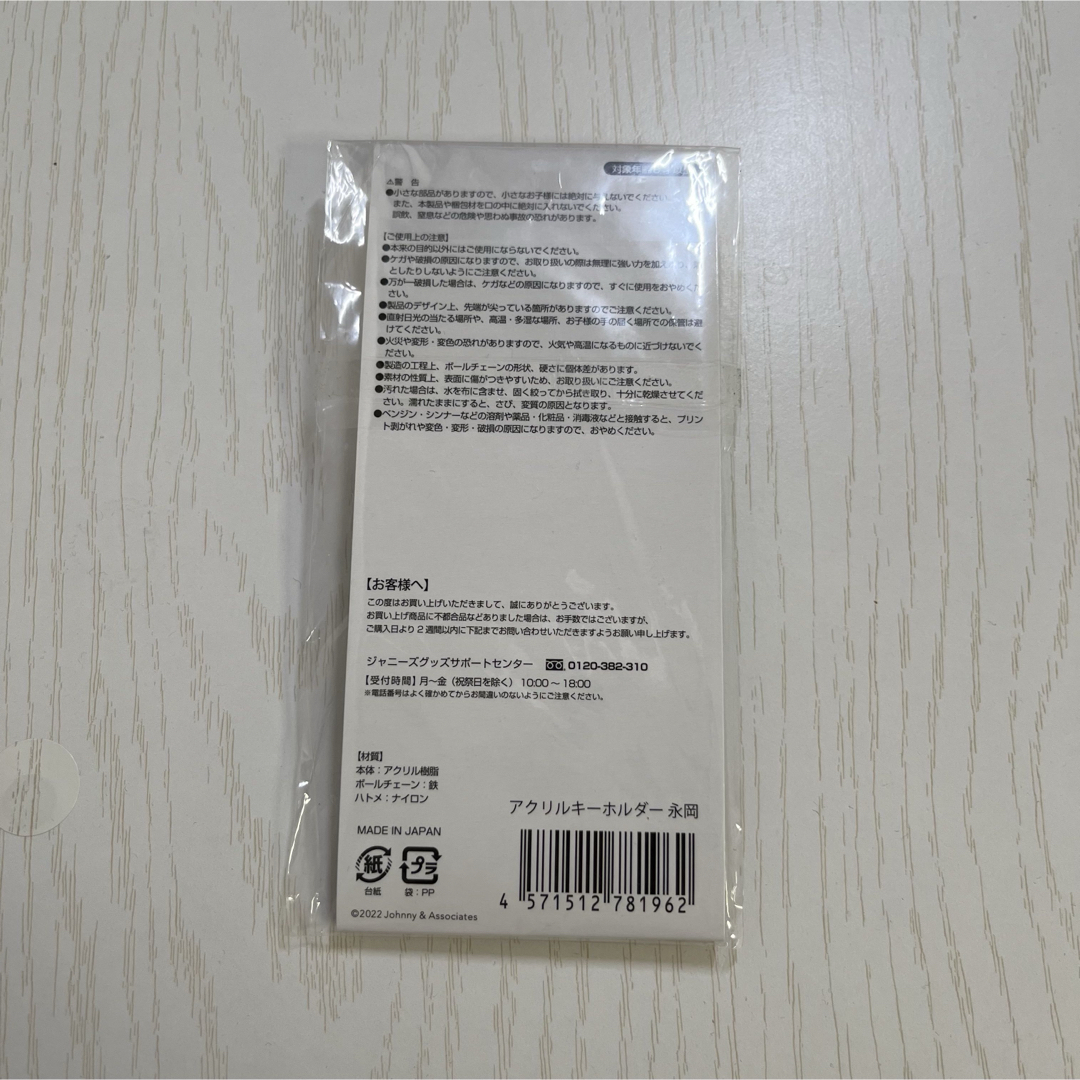 対象年
⚠警 告
●小さな部品がありますので、小さなお子様には絶対に与えないでください。
また、本製品や梱包材を口の中に絶対に入れないでください。
誤飲、窒息などの危険や思わぬ事故の恐れがあります。
【ご使用上の注意】
●本来の目的以外にはご使用にならないでください。
●ケガや破損の原因になりますので、お取り扱いの際は無理に強い力を加え
としたりしないようにご注意ください。
●万が一破損した場合は、ケガなどの原因になりますので、すぐに使用をおやめくだ
さい。
●製品のデザイン上、先端が尖っている箇所がありますのでご注意ください。
●直射日光の当たる場所や、高温・多湿な場所、お子様の手の届く場所での保管は避
けてください。
●火災や変形・変色の恐れがありますので、火気や高温になるものに近づけないでく
ださい。
●製造の工程上、ボールチェーンの形状、硬さに個体差があります。
●素材の性質上、表面に傷がつきやすいため、お取り扱いにご注意ください。
●汚れた場合は、水を布に含ませ、固く絞ってから拭き取り、十分に乾燥させてくだ
さい。濡れたままにすると、さび、変質の原因となります。
●ベンジン・シンナーなどの溶剤や薬品・化粧品・消毒液などと接触すると、プリン
ト剥がれや変色・変形・破損の原因になりますので、おやめください。
【お客様へ】
この度はお買い上げいただきまして、誠にありがとうございます。
お買い上げ商品に不都合品などありました場合は、お手数ではございますが、
ご購入日より2週間以内に下記までお問い合わせいただきますようお願い申し上げます。
ジャニーズグッズサポートセンター 0120-382-310
【受付時間】月～金（祝祭日を除く）10:00～18:00
※電話番号はよく確かめてからお間違いのないようにご注意ください。
【材質】
本体：アクリル樹脂
ボールチェーン：鉄
ハトメ：ナイロン
アクリルキーホルダー 永岡
MADE IN JAPAN
紙 プラ
台紙 袋：PP
4 571512 781962
©2022 Johnny & Associates